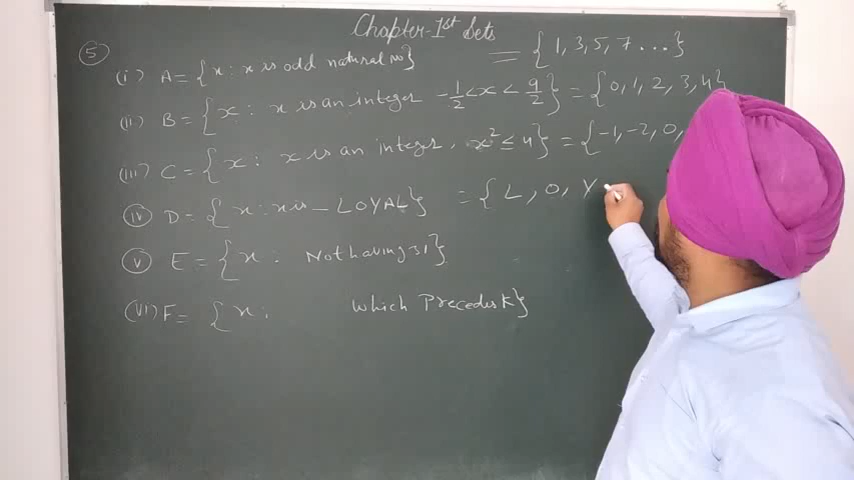 Chapter-1st Sets
⑤
(i) A = {x : x is odd natural no} = {1, 3, 5, 7 ...}
(ii) B = {x : x is an integer -1/2 < x < 9/2} = {0, 1, 2, 3, 4}
(iii) C = {x : x is an integer, x² ≤ 4} = {-1, -2, 0,
(iv) D = {x : x is _ LOYAL} = {L, O, Y
(v) E = {x : Not having 31}
(vi) F = {x : which Precedes K}